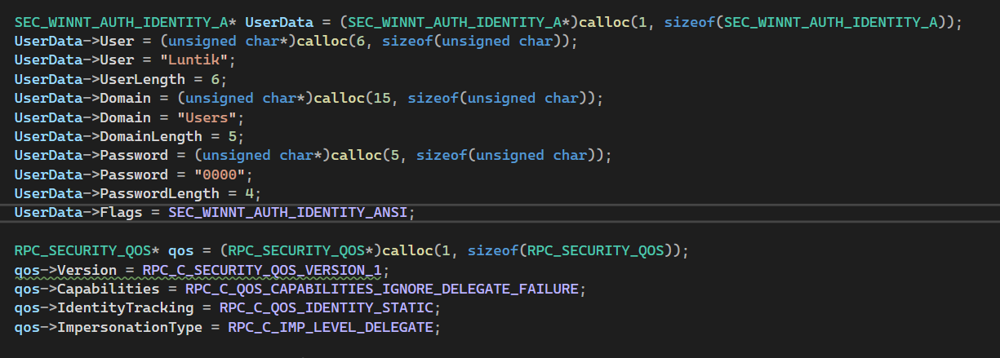 SEC_WINNT_AUTH_IDENTITY_A* UserData = (SEC_WINNT_AUTH_IDENTITY_A*)calloc(1, sizeof(SEC_WINNT_AUTH_IDENTITY_A));
UserData->User = (unsigned char*)calloc(6, sizeof(unsigned char));
UserData->User = "Luntik";
UserData->UserLength = 6;
UserData->Domain = (unsigned char*)calloc(15, sizeof(unsigned char));
UserData->Domain = "Users";
UserData->DomainLength = 5;
UserData->Password = (unsigned char*)calloc(5, sizeof(unsigned char));
UserData->Password = "0000";
UserData->PasswordLength = 4;
UserData->Flags = SEC_WINNT_AUTH_IDENTITY_ANSI;
RPC_SECURITY_QOS* qos = (RPC_SECURITY_QOS*)calloc(1, sizeof(RPC_SECURITY_QOS));
qos->Version = RPC_C_SECURITY_QOS_VERSION_1;
qos->Capabilities = RPC_C_QOS_CAPABILITIES_IGNORE_DELEGATE_FAILURE;
qos->IdentityTracking = RPC_C_QOS_IDENTITY_STATIC;
qos->ImpersonationType = RPC_C_IMP_LEVEL_DELEGATE;